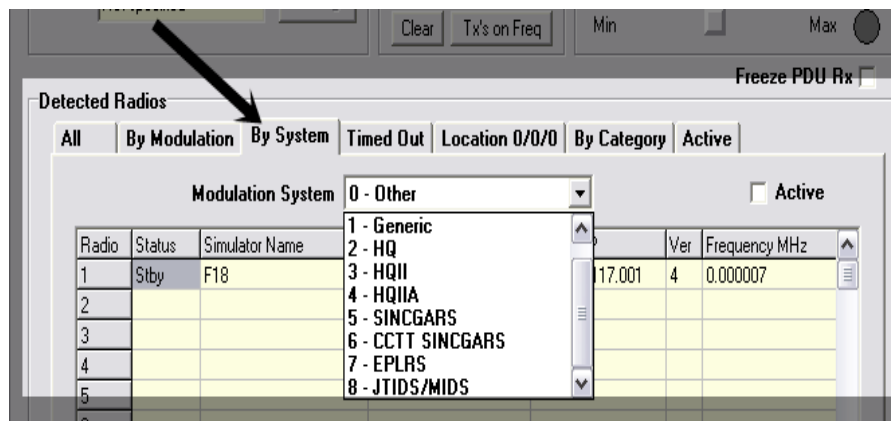 Clear Tx's on Freq Min Max
Freeze PDU Rx
Detected Radios
All By Modulation By System Timed Out Location 0/0/0 By Category Active
Modulation System 0 - Other Active
1 - Generic
2 - HQ
3 - HQII
4 - HQIIA
5 - SINCGARS
6 - CCTT SINCGARS
7 - EPLRS
8 - JTIDS/MIDS
Radio Status Simulator Name Ver Frequency MHz
1 Stby F18 117.001 4 0.000007
2
3
4
5